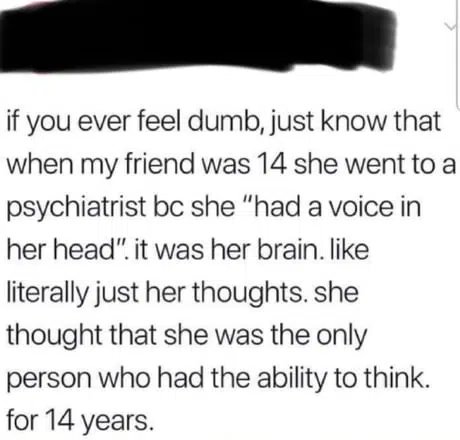 if you ever feel dumb, just know that
when my friend was 14 she went to a
psychiatrist bc she "had a voice in
her head". it was her brain. like
literally just her thoughts. she
thought that she was the only
person who had the ability to think.
for 14 years.